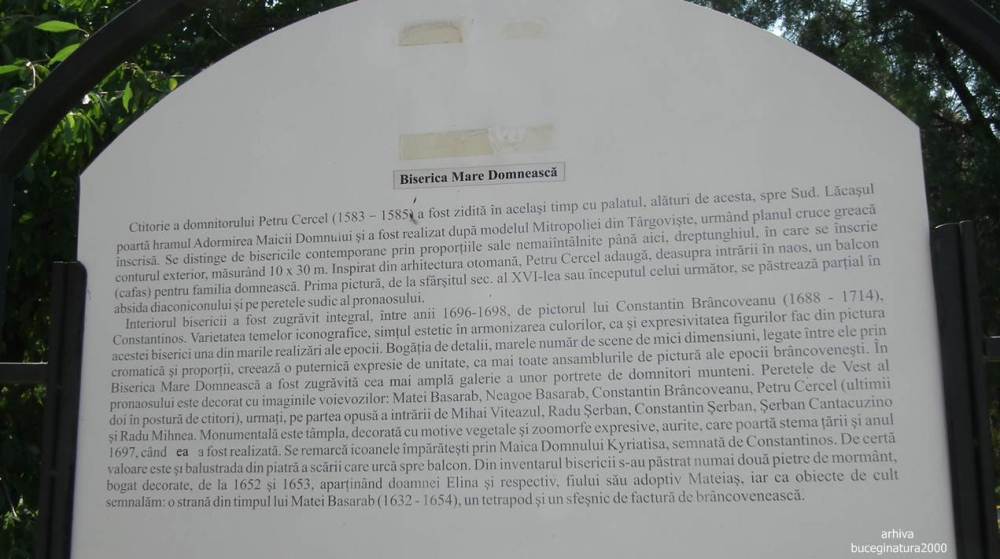 Biserica Mare Domnească
Ctitorie a domnitorului Petru Cercel (1583 – 1585) a fost zidită în același timp cu palatul, alături de acesta, spre Sud. Lăcașul
poartă hramul Adormirea Maicii Domnului și a fost realizat după modelul Mitropoliei din Târgoviște, urmând planul cruce greacă
înscrisă. Se distinge de bisericile contemporane prin proporțiile sale nemaiintâlnite până aici, dreptunghiul, în care se înscrie
conturul exterior, măsurând 10 x 30 m. Inspirat din arhitectura otomană, Petru Cercel adaugă, deasupra intrării în naos, un balcon
(cafas) pentru familia domnească. Prima pictură, de la sfârșitul sec. al XVI-lea sau începutul celui următor, se păstrează parțial în
absida diaconiconului și pe peretele sudic al pronaosului.
Interiorul bisericii a fost zugrăvit integral, între anii 1696-1698, de pictorul lui Constantin Brâncoveanu (1688 - 1714),
Constantinos. Varietatea temelor iconografice, simțul estetic în armonizarea culorilor, ca și expresivitatea figurilor fac din pictura
acestei biserici una din marile realizări ale epocii. Bogăția de detalii, marele număr de scene de mici dimensiuni, legate între ele prin
cromatică și proporții, creează o puternică expresie de unitate, ca mai toate ansamblurile de pictură ale epocii brâncovenești. În
Biserica Mare Domnească a fost zugrăvită cea mai amplă galerie a unor portrete de domnitori munteni. Peretele de Vest al
pronaosului este decorat cu imaginile voievozilor: Matei Basarab, Neagoe Basarab, Constantin Brâncoveanu, Petru Cercel (ultimii
doi în postură de ctitori), urmați, pe partea opusă a intrării de Mihai Viteazul, Radu Șerban, Constantin Șerban, Șerban Cantacuzino
și Radu Mihnea. Monumentală este tâmpla, decorată cu motive vegetale și zoomorfe expresive, aurite, care poartă stema țării și anul
1697, când ea a fost realizată. Se remarcă icoanele împărătești prin Maica Domnului Kyriatisa, semnată de Constantinos. De certă
valoare este și balustrada din piatră a scării care urcă spre balcon. Din inventarul bisericii s-au păstrat numai două pietre de mormânt,
bogat decorate, de la 1652 și 1653, aparținând doamnei Elina și respectiv, fiului său adoptiv Mateiaș, iar ca obiecte de cult
semnalăm: o strană din timpul lui Matei Basarab (1632 - 1654), un tetrapod și un sfeșnic de factură de brâncovenească.
arhiva
buceginatura2000